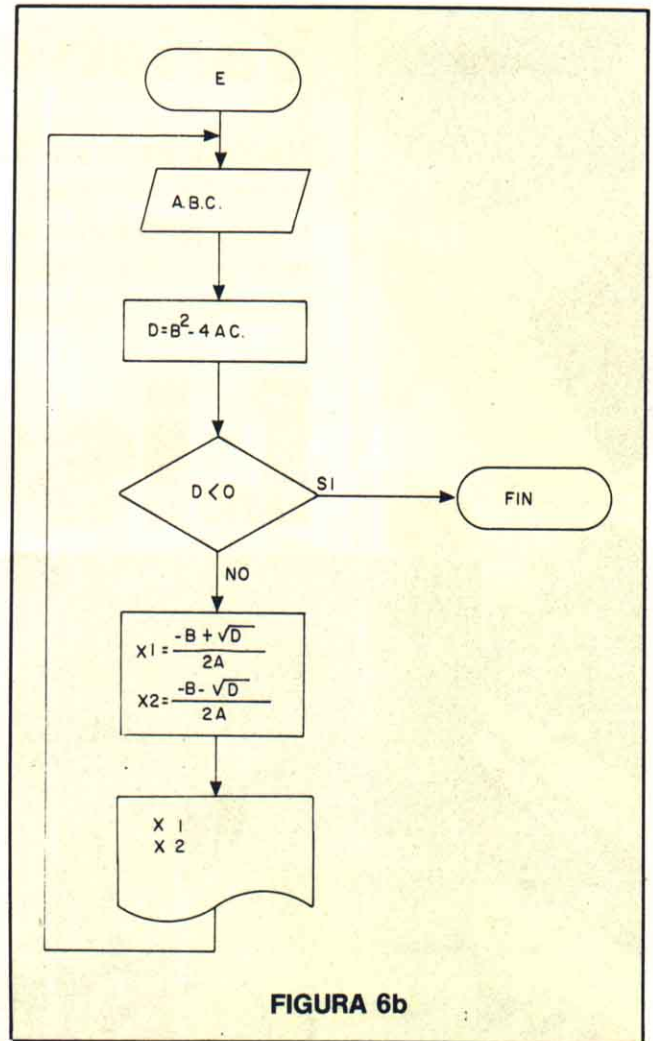 E
A.B.C.
D=B²-4AC.
D<0
SI
FIN
NO
X1=-B+√D/2A
X2=-B-√D/2A
X 1
X 2
FIGURA 6b